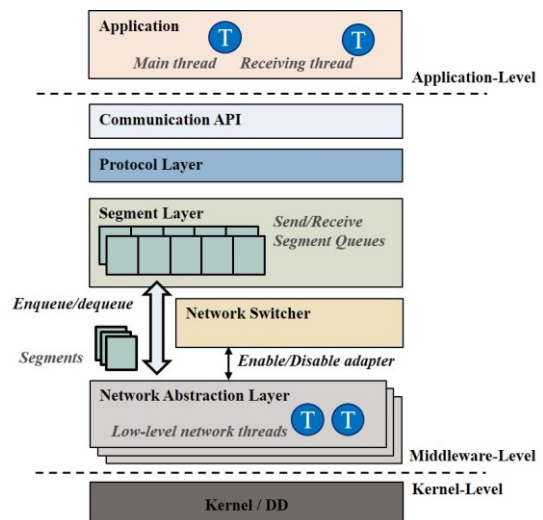 Application
T
T
Main thread
Receiving thread
Application-Level
Communication API
Protocol Layer
Segment Layer
Send/Receive
Segment Queues
Enqueue/dequeue
Network Switcher
Segments
Enable/Disable adapter
Network Abstraction Layer
T
T
Low-level network threads
Middleware-Level
Kernel-Level
Kernel / DD